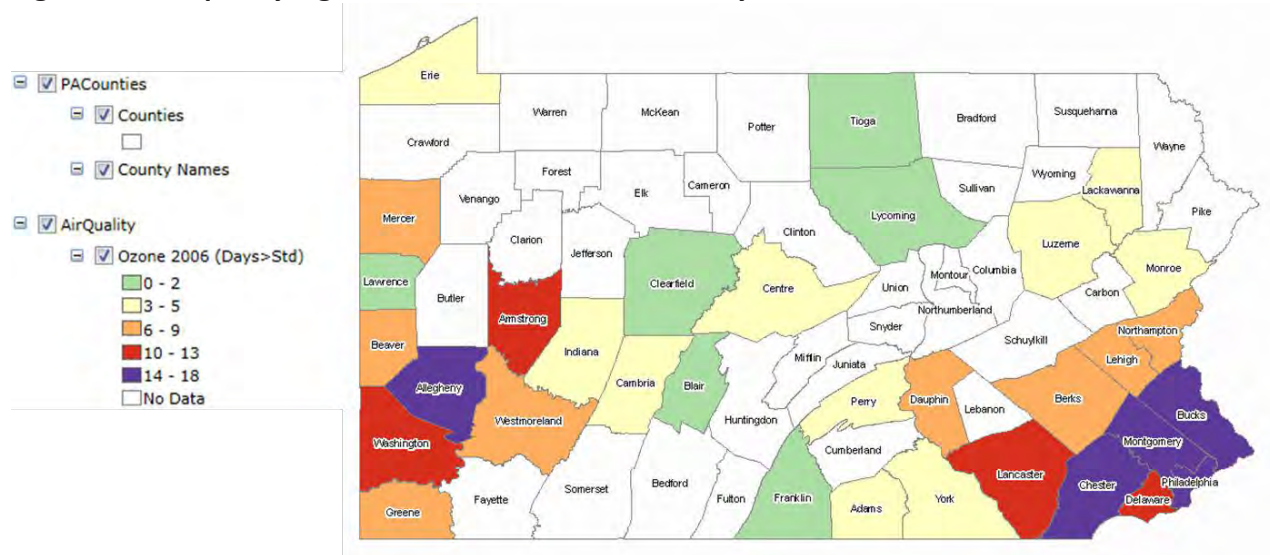 PACounties
Counties
County Names
AirQuality
Ozone 2006 (Days>Std)
0 - 2
3 - 5
6 - 9
10 - 13
14 - 18
No Data
Erie
Warren
McKean
Potter
Tioga
Bradford
Susquehanna
Wayne
Crawford
Forest
Elk
Cameron
Wyoming
Lackawanna
Sullivan
Pike
Venango
Mercer
Clarion
Jefferson
Clinton
Lycoming
Luzerne
Monroe
Lawrence
Butler
Clearfield
Centre
Union
Montour
Columbia
Carbon
Armstrong
Northumberland
Snyder
Schuylkill
Northampton
Lehigh
Beaver
Indiana
Mifflin
Juniata
Allegheny
Cambria
Blair
Perry
Dauphin
Lebanon
Berks
Bucks
Westmoreland
Huntingdon
Montgomery
Washington
Cumberland
Lancaster
Chester
Philadelphia
Delaware
Greene
Fayette
Somerset
Bedford
Fulton
Franklin
Adams
York